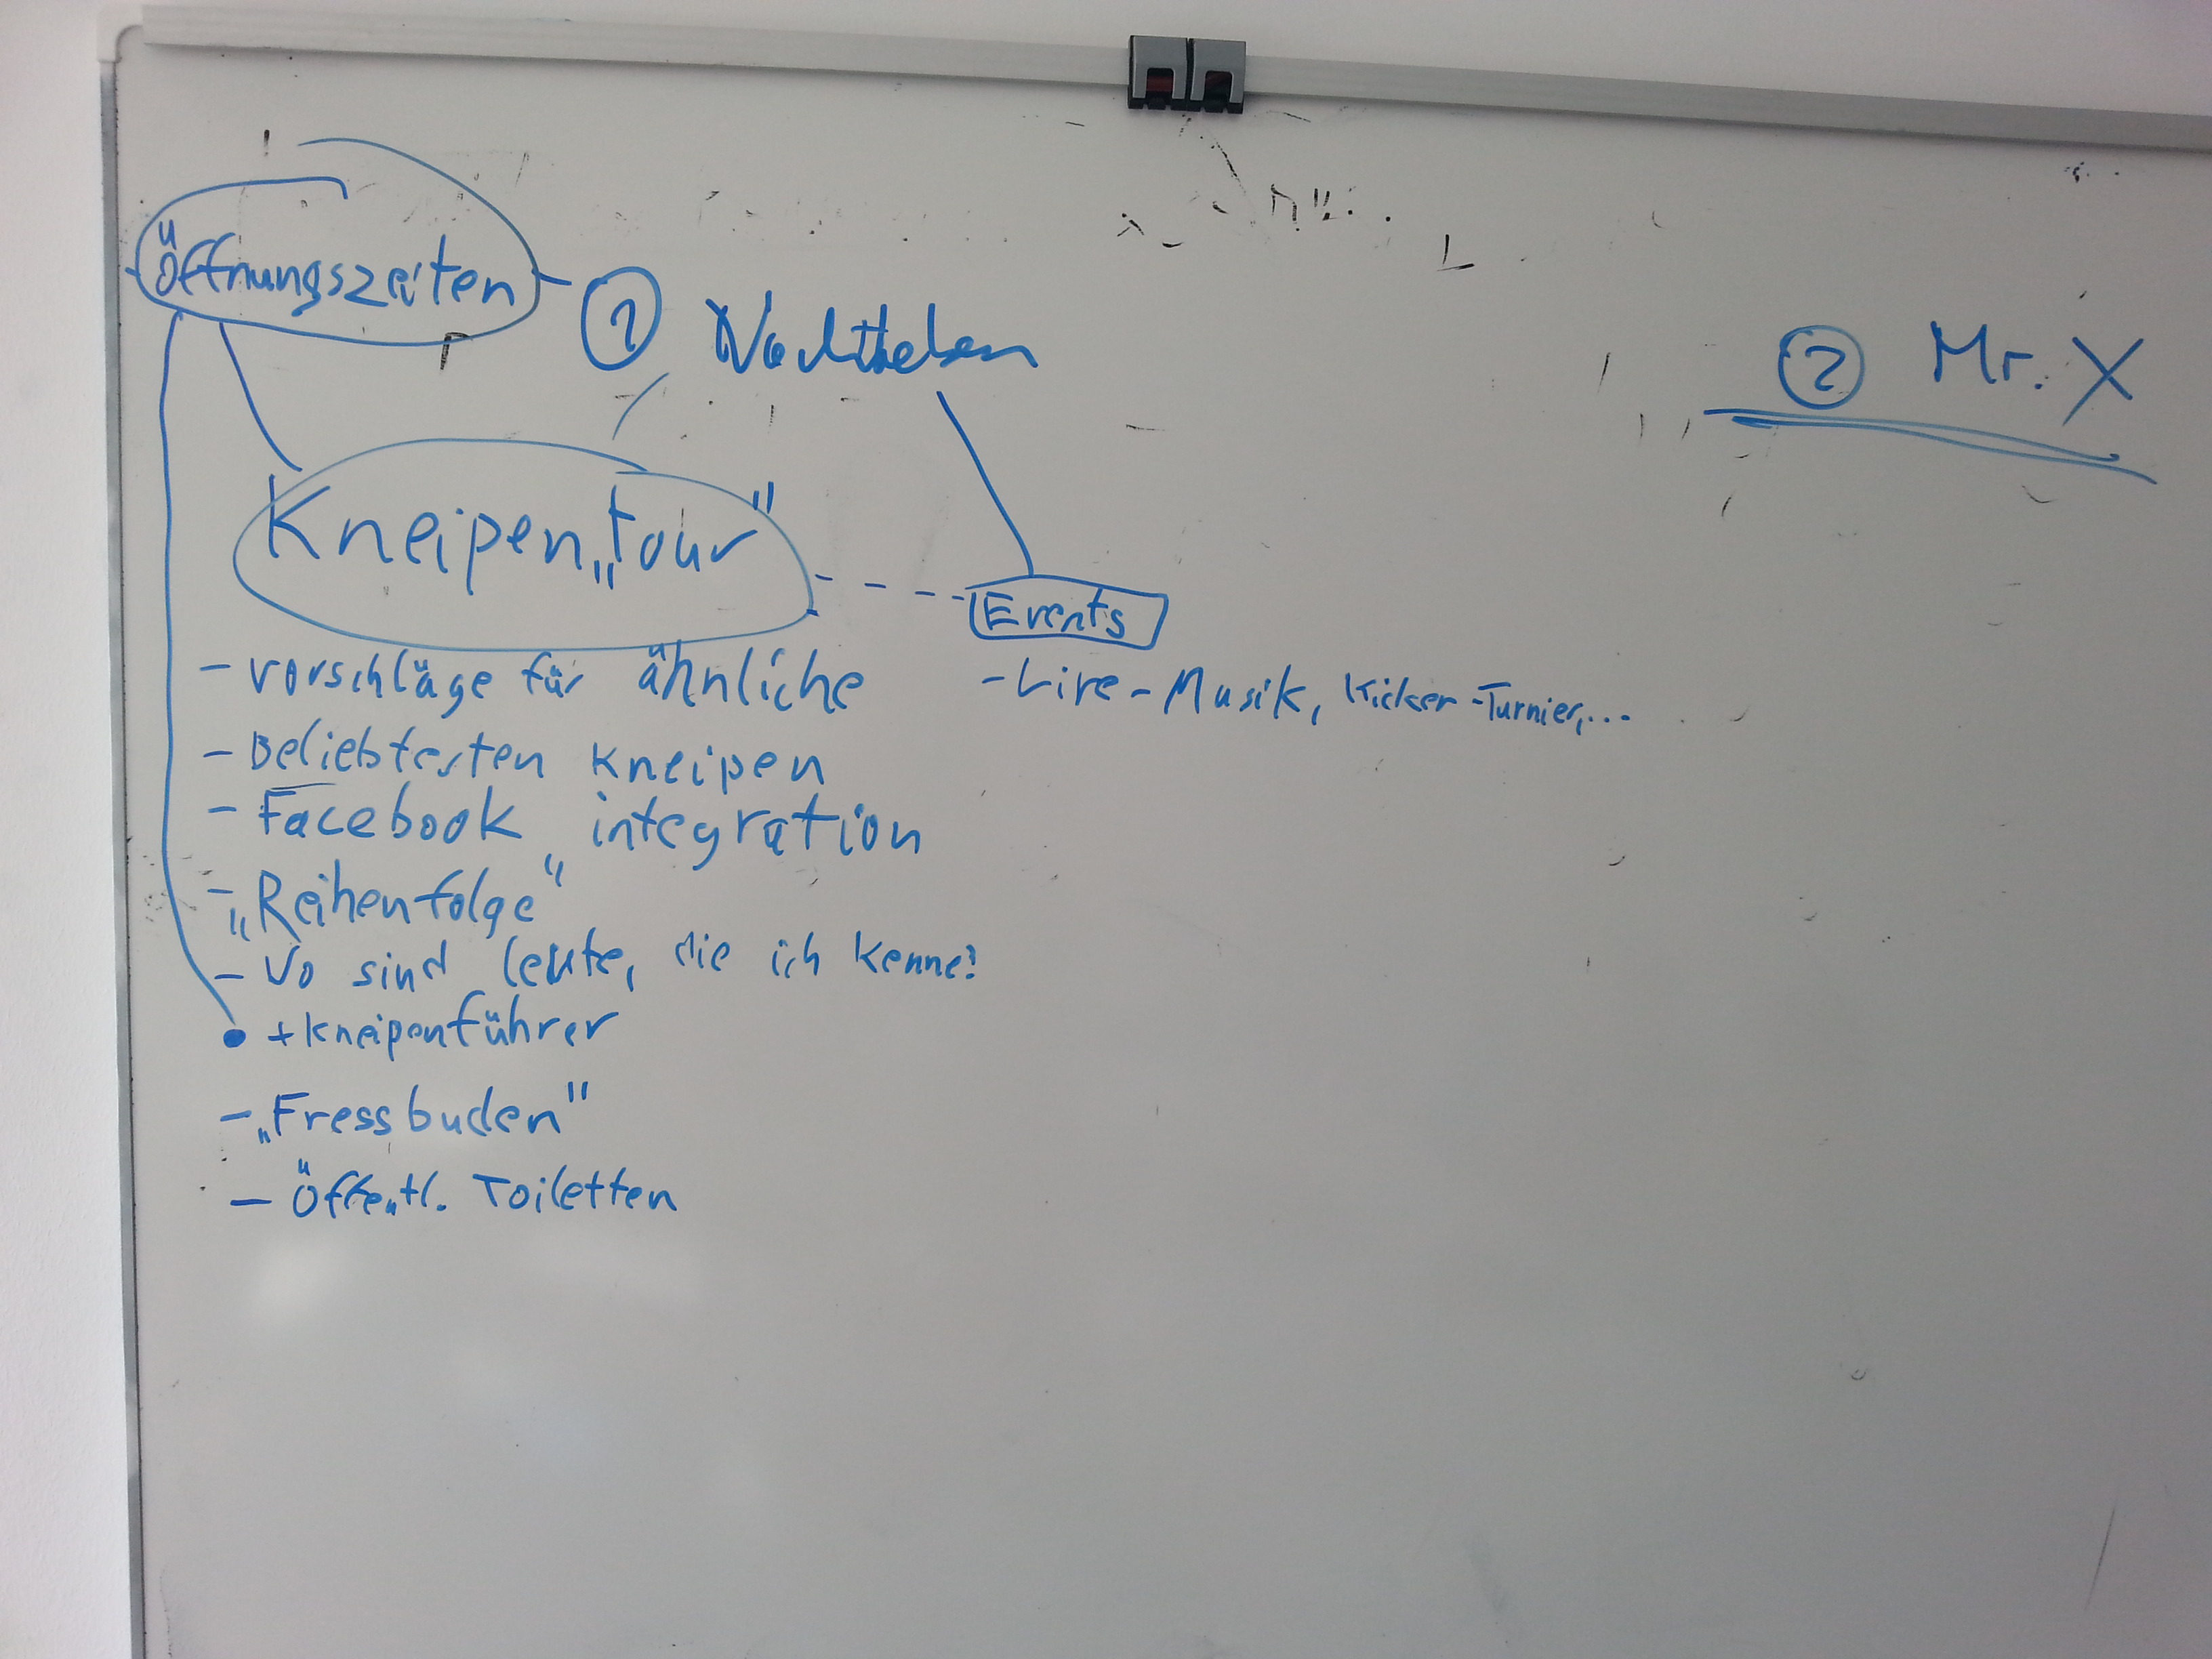 Öffnungszeiten
1 Nachtleben
2 Mr. X
Kneipen„tour"
Events
- Vorschläge für ähnliche
- Live-Musik, Kicker-Turnier,...
- Beliebtesten Kneipen
- Facebook integration
- „Reihenfolge"
- Wo sind Leute, die ich kenne?
• + Kneipenführer
- „Fressbuden"
- Öffentl. Toiletten